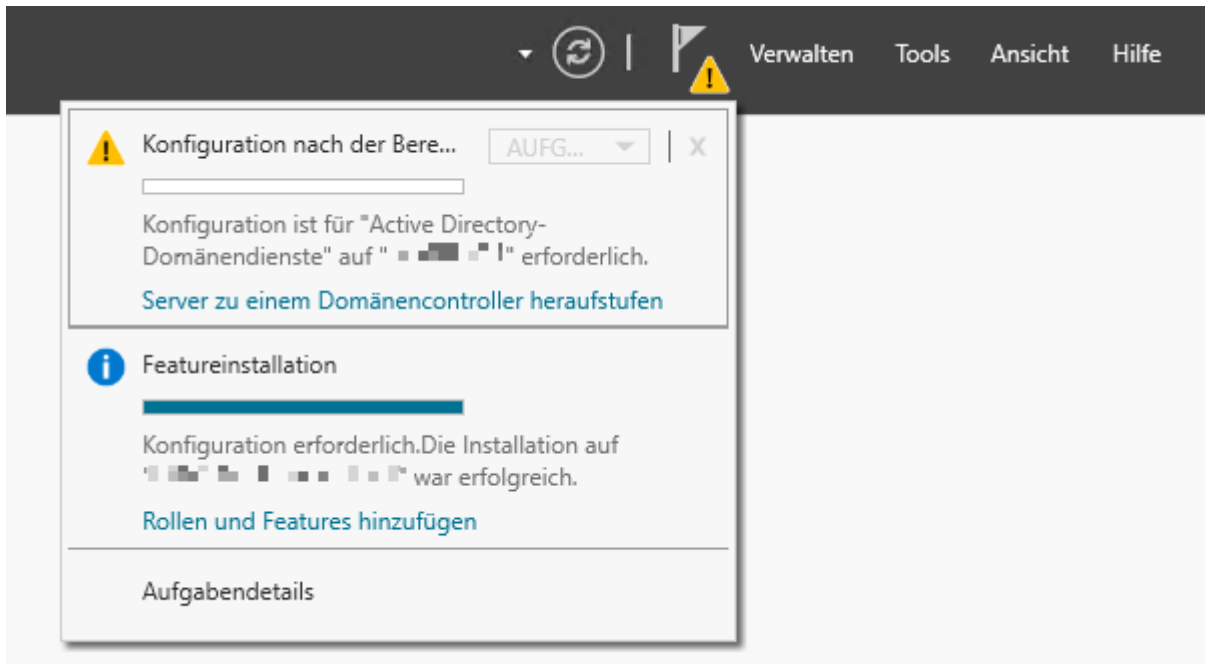 Verwalten Tools Ansicht Hilfe
Konfiguration nach der Bere... AUFG... X
Konfiguration ist für "Active Directory-
Domänendienste" auf " " erforderlich.
Server zu einem Domänencontroller heraufstufen
Featureinstallation
Konfiguration erforderlich.Die Installation auf
" " war erfolgreich.
Rollen und Features hinzufügen
Aufgabendetails